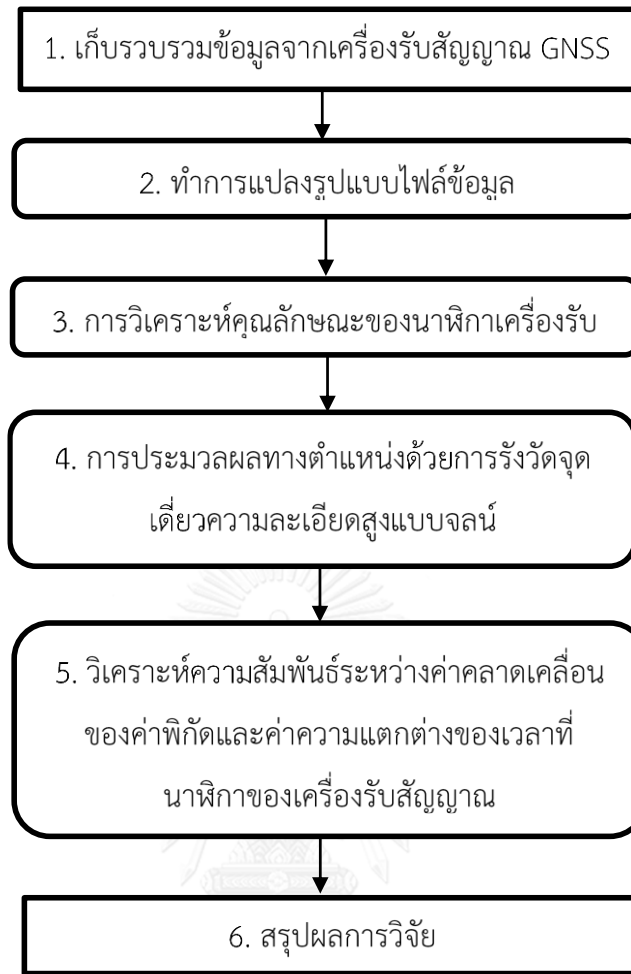 1. เก็บรวบรวมข้อมูลจากเครื่องรับสัญญาณ GNSS
2. ทำการแปลงรูปแบบไฟล์ข้อมูล
3. การวิเคราะห์คุณลักษณะของนาฬิกาเครื่องรับ
4. การประมวลผลทางตำแหน่งด้วยการรังวัดจุด
เดี่ยวความละเอียดสูงแบบจลน์
5. วิเคราะห์ความสัมพันธ์ระหว่างค่าคลาดเคลื่อน
ของค่าพิกัดและค่าความแตกต่างของเวลาที่
นาฬิกาของเครื่องรับสัญญาณ
6. สรุปผลการวิจัย